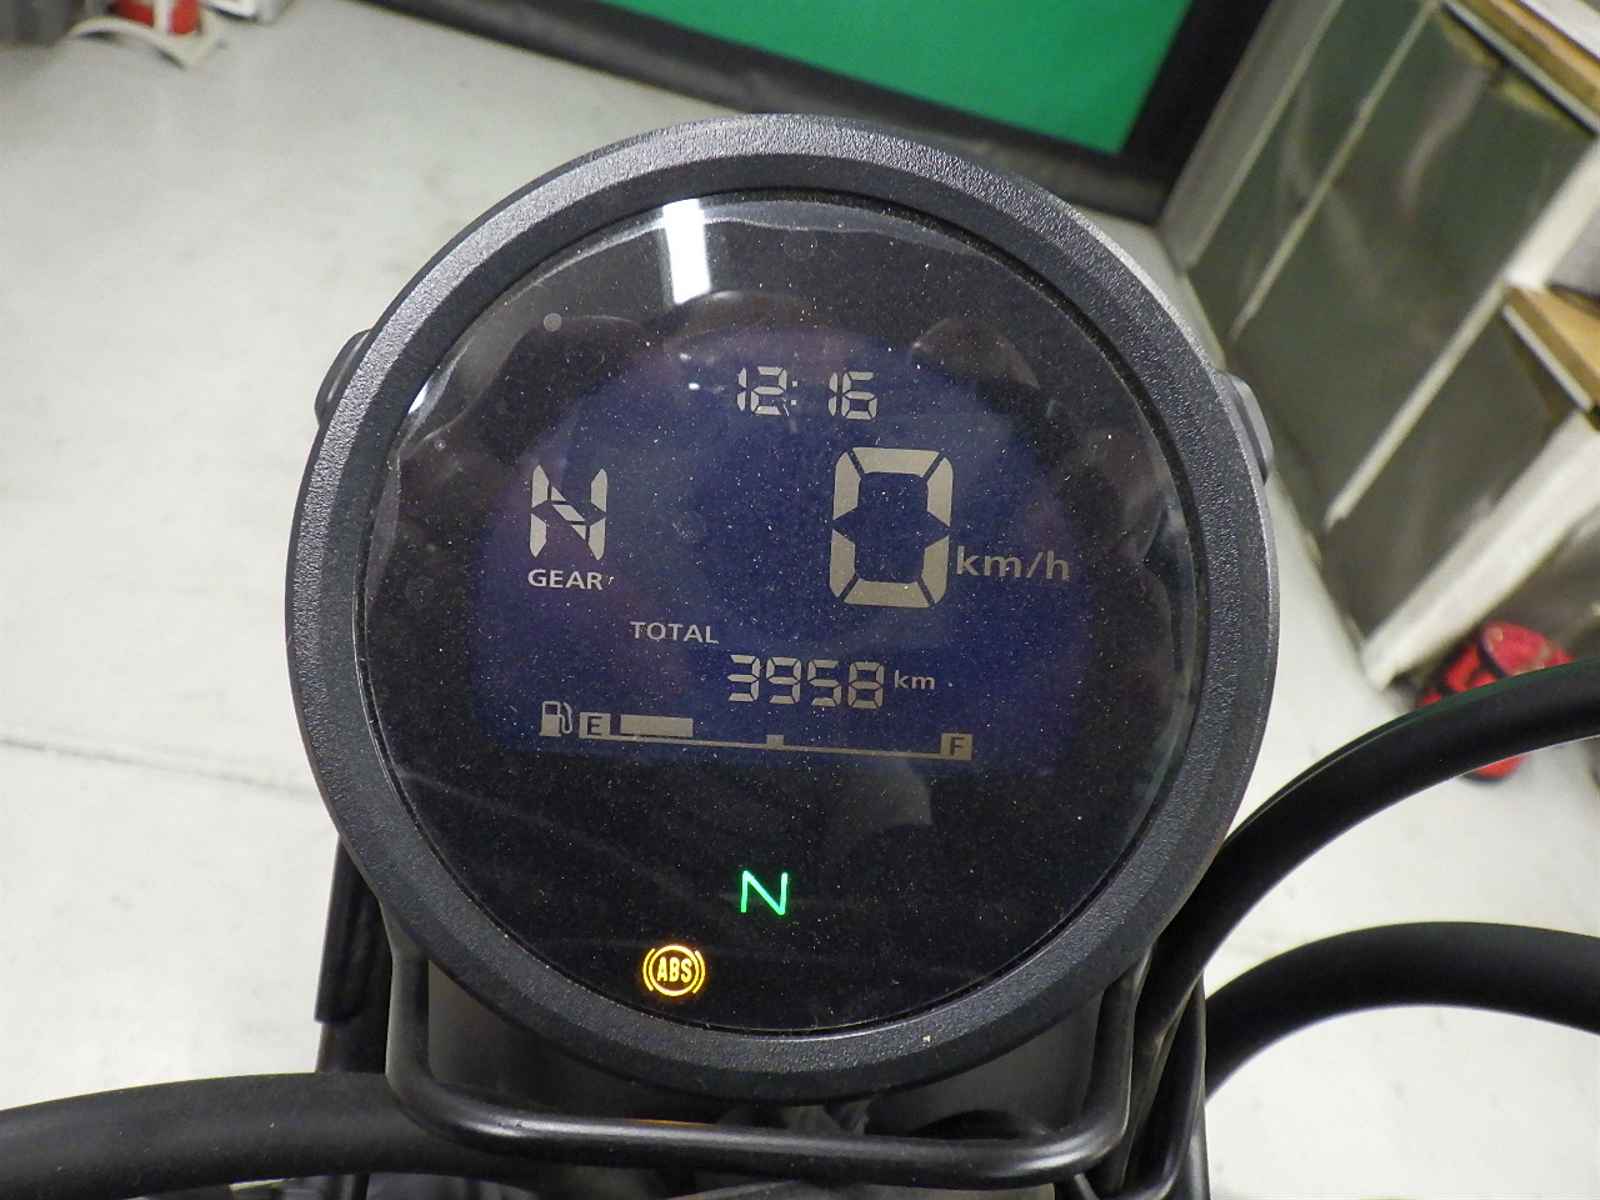 12:16
N
0 km/h
GEAR
TOTAL
3958 km
E F
N
ABS